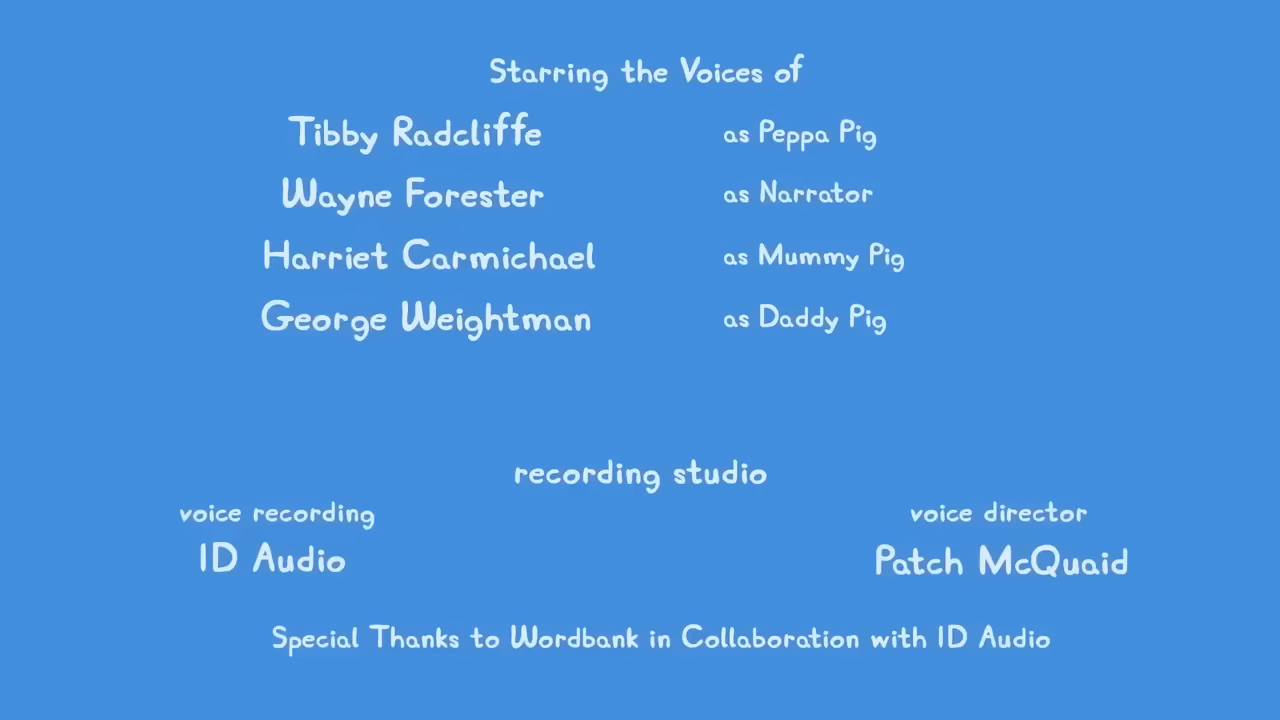 Starring the Voices of
Tibby Radcliffe as Peppa Pig
Wayne Forester as Narrator
Harriet Carmichael as Mummy Pig
George Weightman as Daddy Pig
recording studio
voice recording voice director
ID Audio Patch McQuaid
Special Thanks to Wordbank in Collaboration with ID Audio